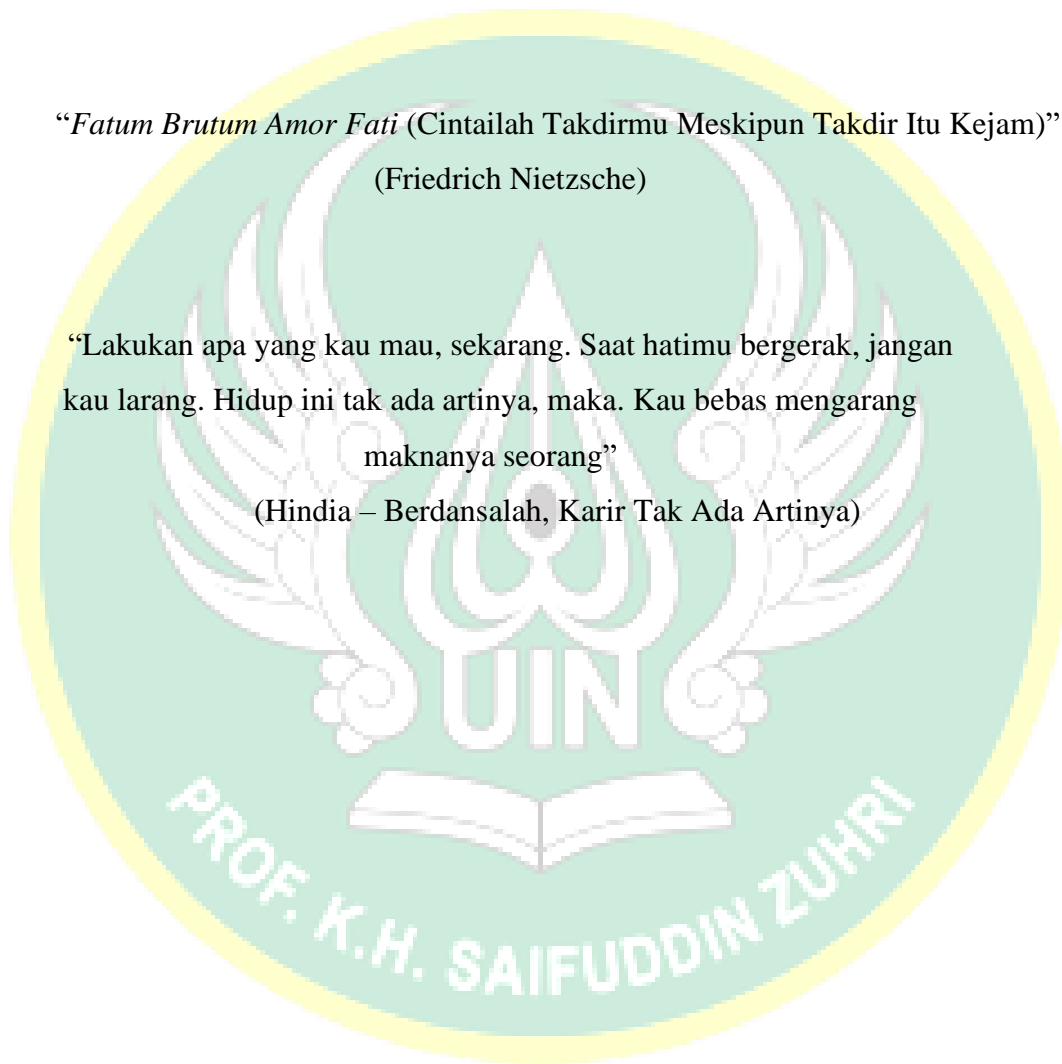 “Fatum Brutum Amor Fati (Cintailah Takdirmu Meskipun Takdir Itu Kejam)”
(Friedrich Nietzsche)
“Lakukan apa yang kau mau, sekarang. Saat hatimu bergerak, jangan
kau larang. Hidup ini tak ada artinya, maka. Kau bebas mengarang
maknanya seorang”
(Hindia – Berdansalah, Karir Tak Ada Artinya)
UIN
PROF. K.H. SAIFUDDIN ZUHRI